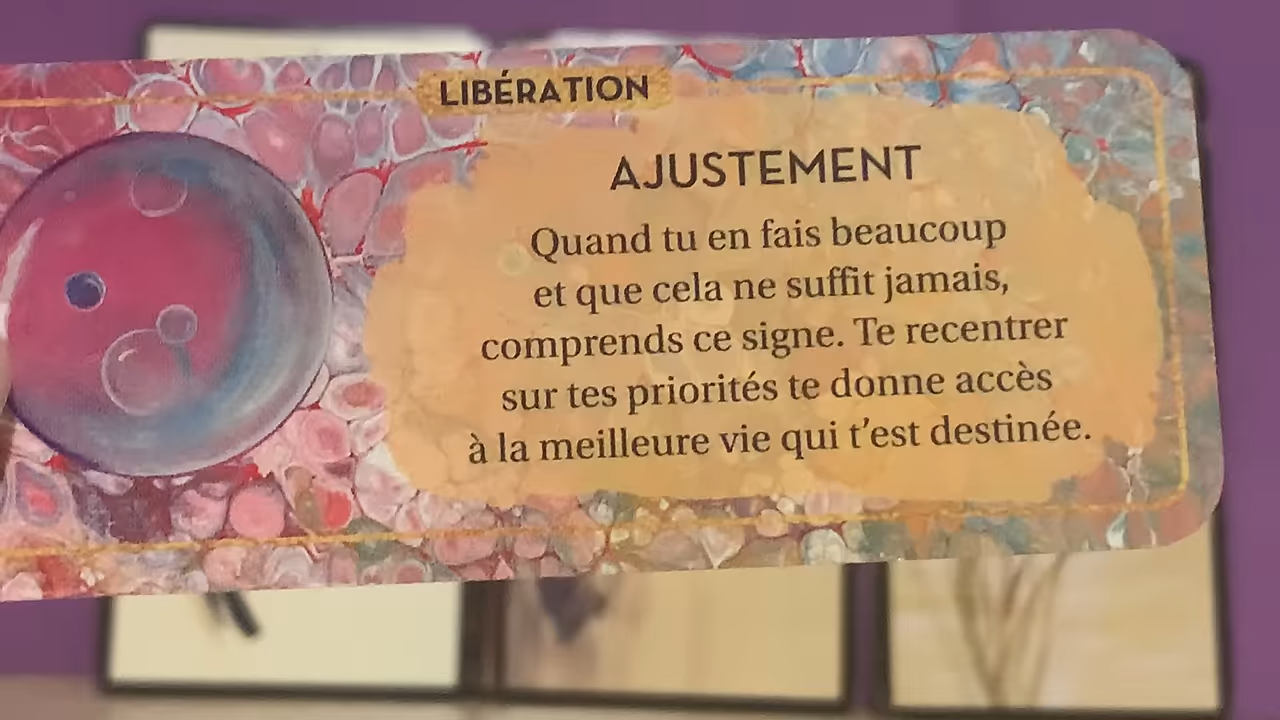 LIBÉRATION
AJUSTEMENT
Quand tu en fais beaucoup
et que cela ne suffit jamais,
comprends ce signe. Te recentrer
sur tes priorités te donne accès
à la meilleure vie qui t'est destinée.